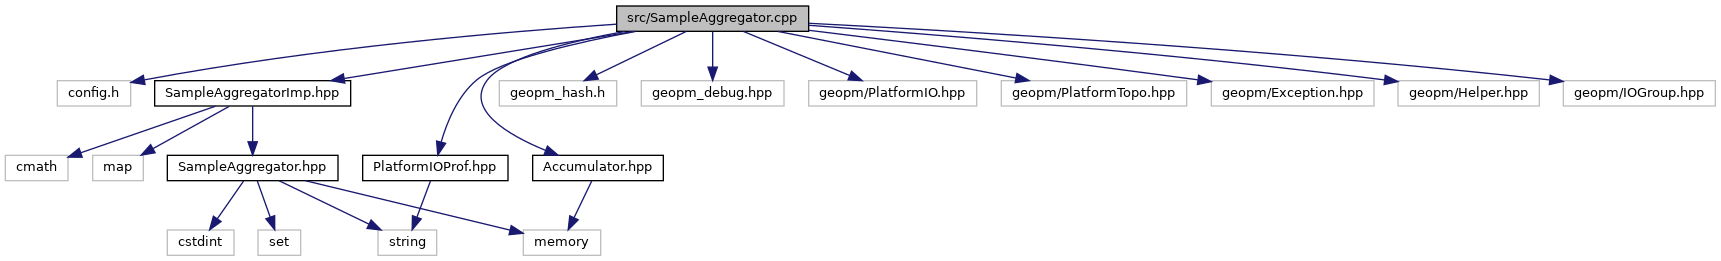 src/SampleAggregator.cpp
config.h
SampleAggregatorImp.hpp
geopm_hash.h
geopm_debug.hpp
geopm/PlatformIO.hpp
geopm/PlatformTopo.hpp
geopm/Exception.hpp
geopm/Helper.hpp
geopm/IOGroup.hpp
cmath
map
SampleAggregator.hpp
PlatformIOProf.hpp
Accumulator.hpp
cstdint
set
string
memory